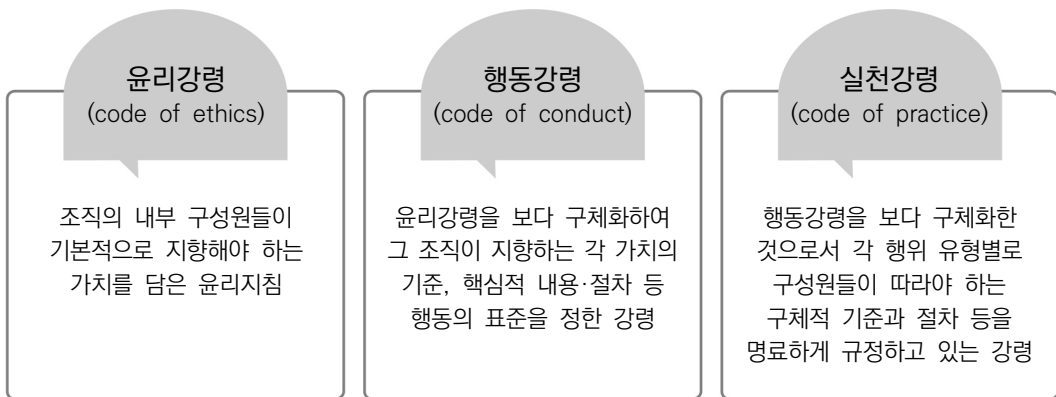 윤리강령
(code of ethics)
조직의 내부 구성원들이
기본적으로 지향해야 하는
가치를 담은 윤리지침
행동강령
(code of conduct)
윤리강령을 보다 구체화하여
그 조직이 지향하는 각 가치의
기준, 핵심적 내용·절차 등
행동의 표준을 정한 강령
실천강령
(code of practice)
행동강령을 보다 구체화한
것으로서 각 행위 유형별로
구성원들이 따라야 하는
구체적 기준과 절차 등을
명료하게 규정하고 있는 강령